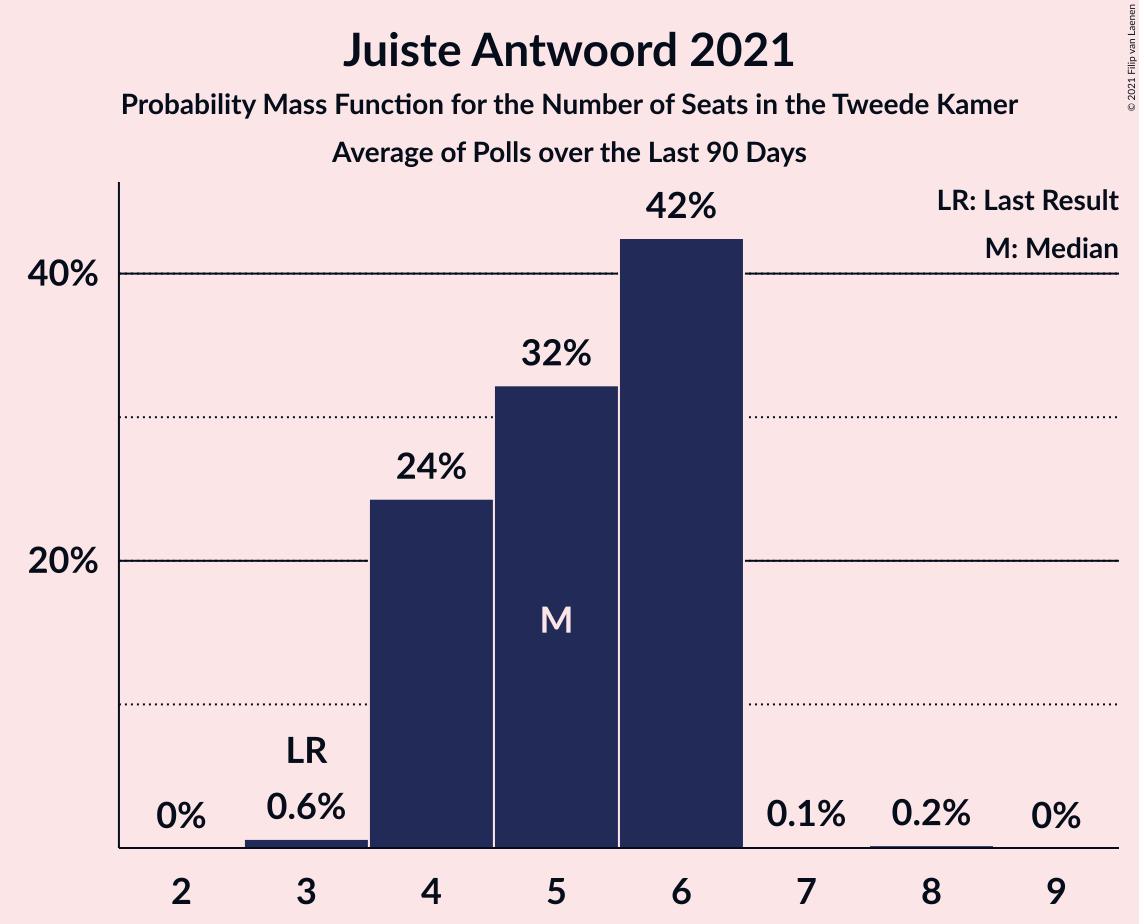 Juiste Antwoord 2021
Probability Mass Function for the Number of Seats in the Tweede Kamer
Average of Polls over the Last 90 Days
© 2021 Filip van Laenen
LR: Last Result
M: Median
40%
20%
0%
LR
0.6%
24%
32%
M
42%
0.1%
0.2%
0%
2 3 4 5 6 7 8 9